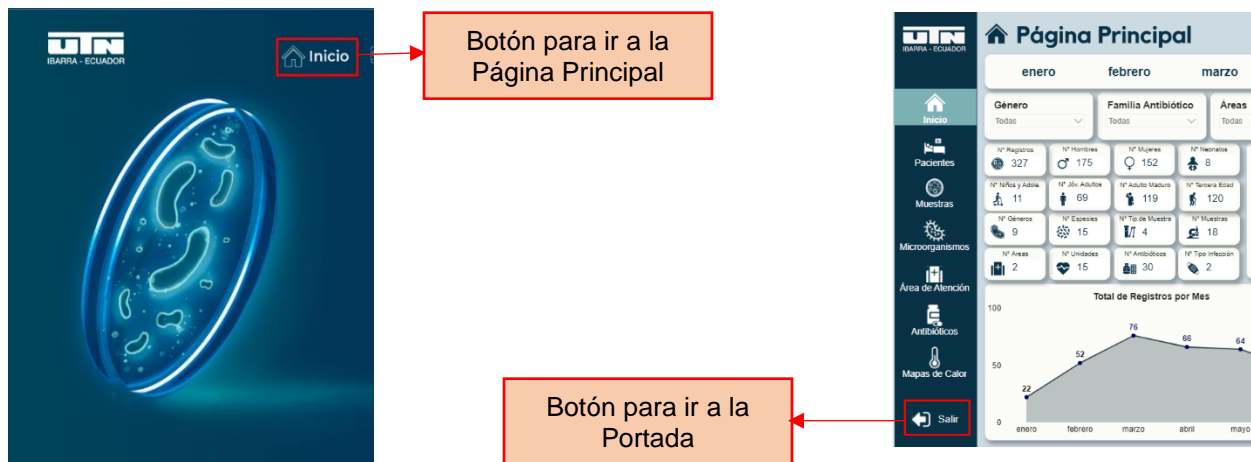 UTN
IBARRA - ECUADOR
Inicio
Botón para ir a la
Página Principal
Botón para ir a la
Portada
UTN
IBARRA - ECUADOR
Página Principal
enero febrero marzo
Género Familia Antibiótico Áreas
Todas Todas Todas
Inicio
Pacientes
Muestras
Microorganismos
Área de Atención
Antibióticos
Mapas de Calor
Salir
N° Registros N° Hombres N° Mujeres N° Neonatos
327 175 152 8
N° Niños y Adole. N° Jóv. Adultos N° Adulto Maduro N° Tercera Edad
11 69 119 120
N° Géneros N° Especies N° Tip.de Muestra N° Muestras
9 15 4 18
N° Areas N° Unidades N° Antibióticos N° Tipo Infección
2 15 30 2
Total de Registros por Mes
100
76
66
64
52
50
22
0
enero febrero marzo abril mayo